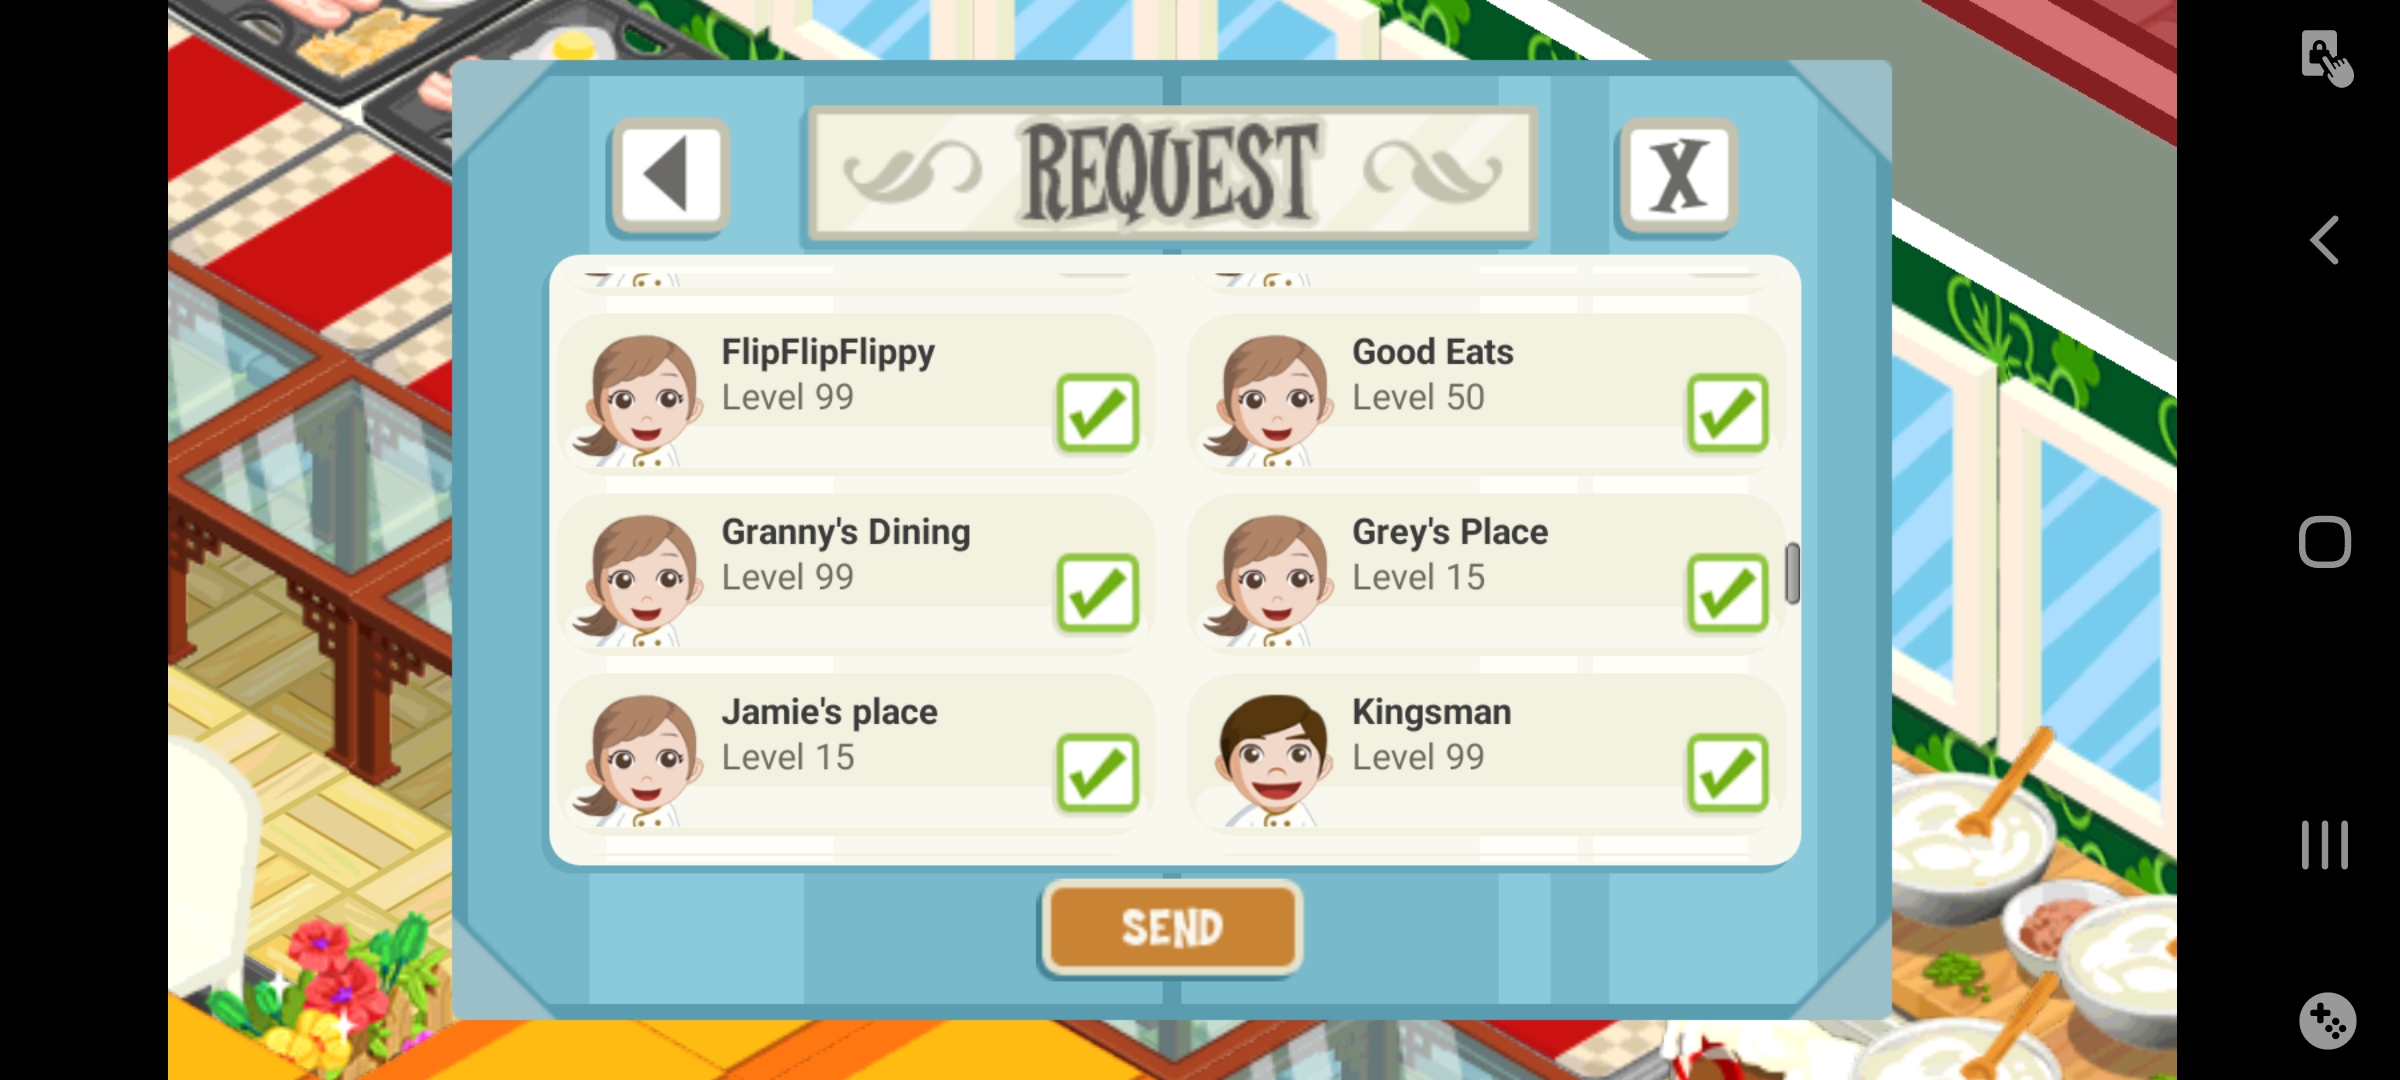 REQUEST
X
FlipFlipFlippy
Level 99
Good Eats
Level 50
Granny's Dining
Level 99
Grey's Place
Level 15
Jamie's place
Level 15
Kingsman
Level 99
SEND